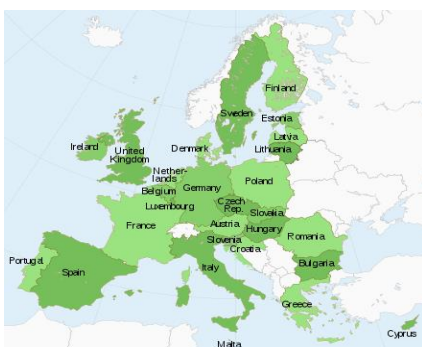 Finland
Sweden
Estonia
Latvia
Lithuania
Denmark
Ireland
United
Kingdom
Nether-
lands
Belgium
Germany
Poland
Luxembourg
Czech
Rep.
Slovakia
France
Austria
Hungary
Slovenia
Romania
Croatia
Italy
Bulgaria
Portugal
Spain
Greece
Cyprus
Malta